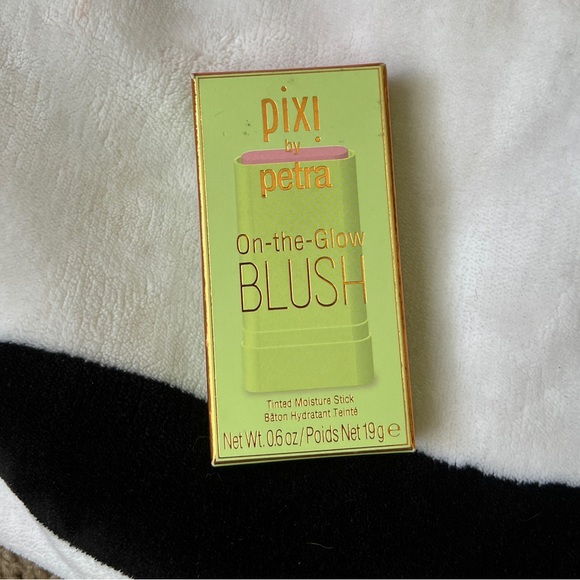 pixi
by
petra
On-the-Glow
BLUSH
Tinted Moisture Stick
Bâton Hydratant Teinté
Net Wt. 0.6 oz/Poids Net 19g e